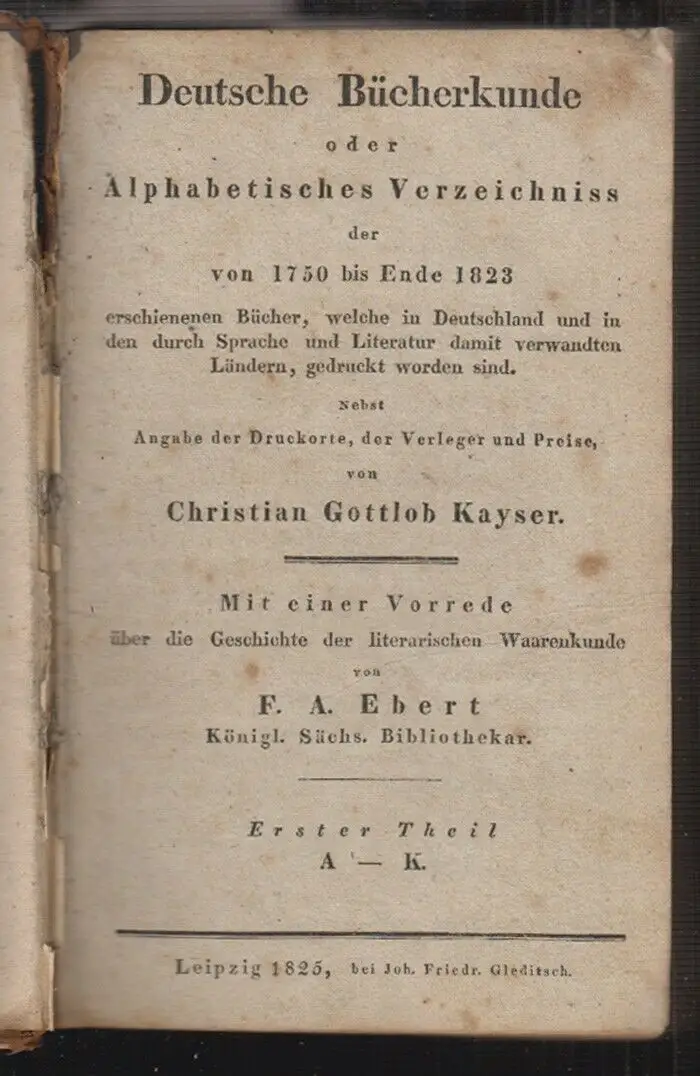 Deutsche Bücherkunde
oder
Alphabetisches Verzeichniss
der
von 1750 bis Ende 1823
erschienenen Bücher, welche in Deutschland und in
den durch Sprache und Literatur damit verwandten
Ländern, gedruckt worden sind.
Nebst
Angabe der Druckorte, der Verleger und Preise,
von
Christian Gottlob Kayser.
Mit einer Vorrede
über die Geschichte der literarischen Waarenkunde
von
F. A. Ebert
Königl. Sächs. Bibliothekar.
Erster Theil
A — K.
Leipzig 1825, bei Joh. Friedr. Gleditsch.